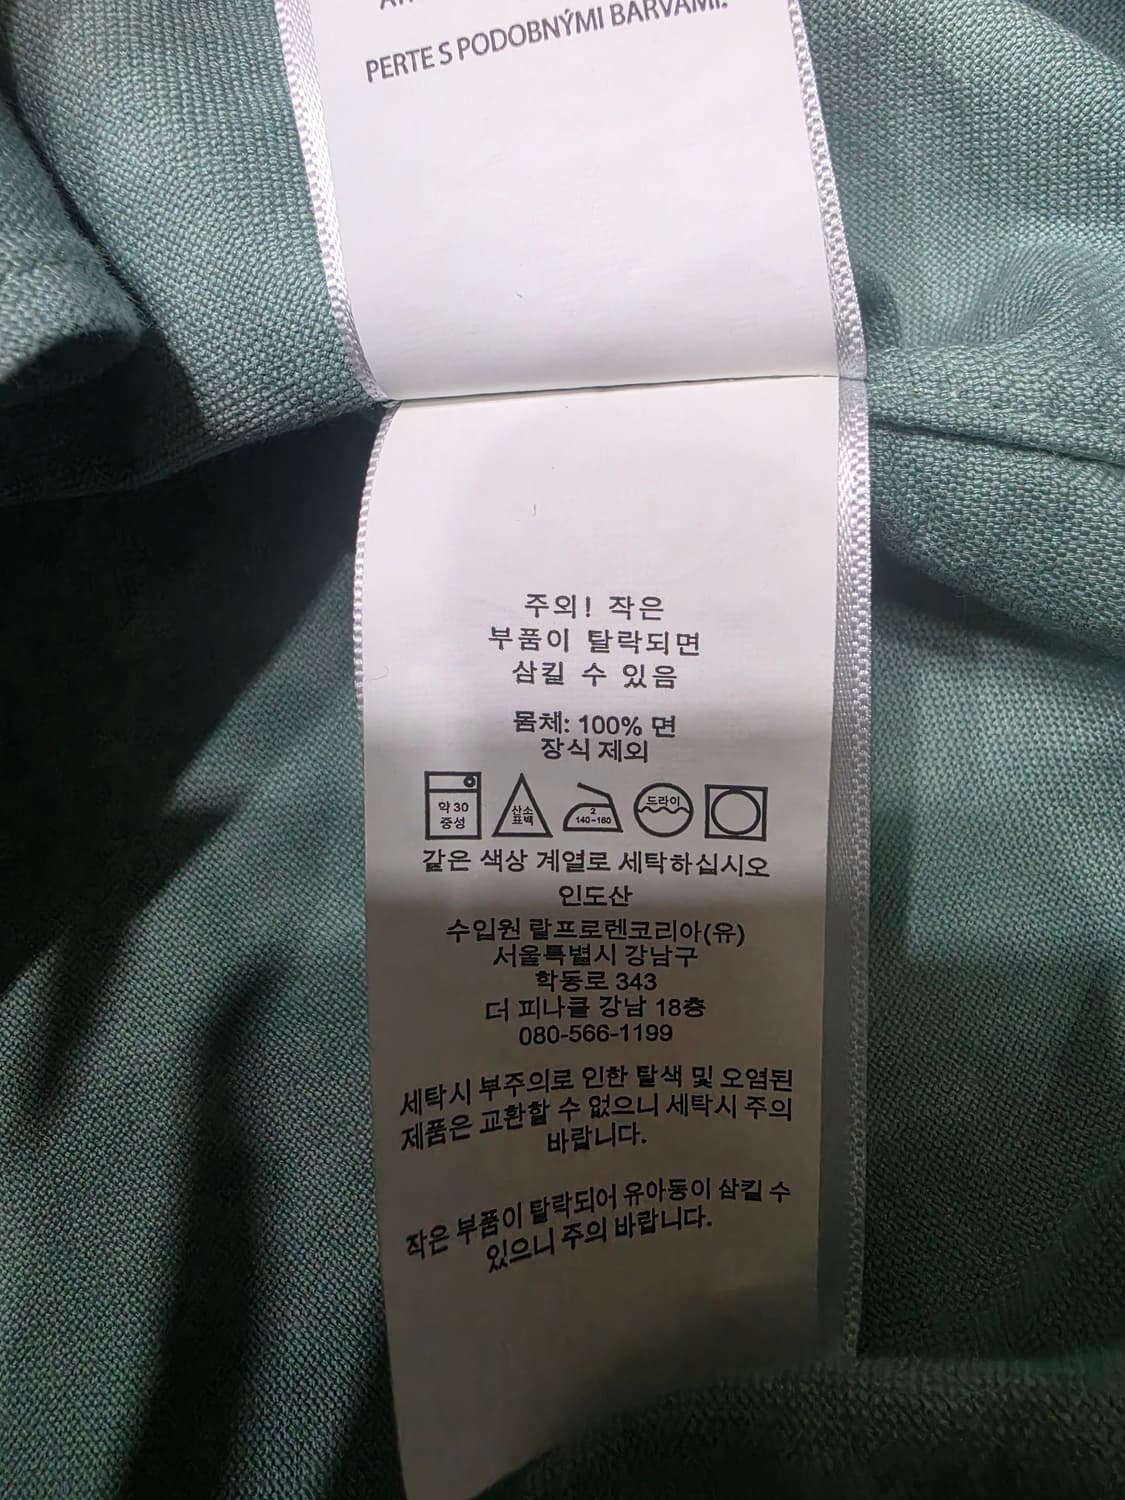 PERTE S PODOBNÝMI BARVAMI.
주외! 작은
부품이 탈락되면
삼킬 수 있음
몸체: 100% 면
장식 제외
약 30
중성
산소
표백
2
140~160
드라이
같은 색상 계열로 세탁하십시오
인도산
수입원 랄프로렌코리아(유)
서울특별시 강남구
학동로 343
더 피나클 강남 18층
080-566-1199
세탁시 부주의로 인한 탈색 및 오염된
제품은 교환할 수 없으니 세탁시 주의
바랍니다.
작은 부품이 탈락되어 유아동이 삼킬 수
있으니 주의 바랍니다.